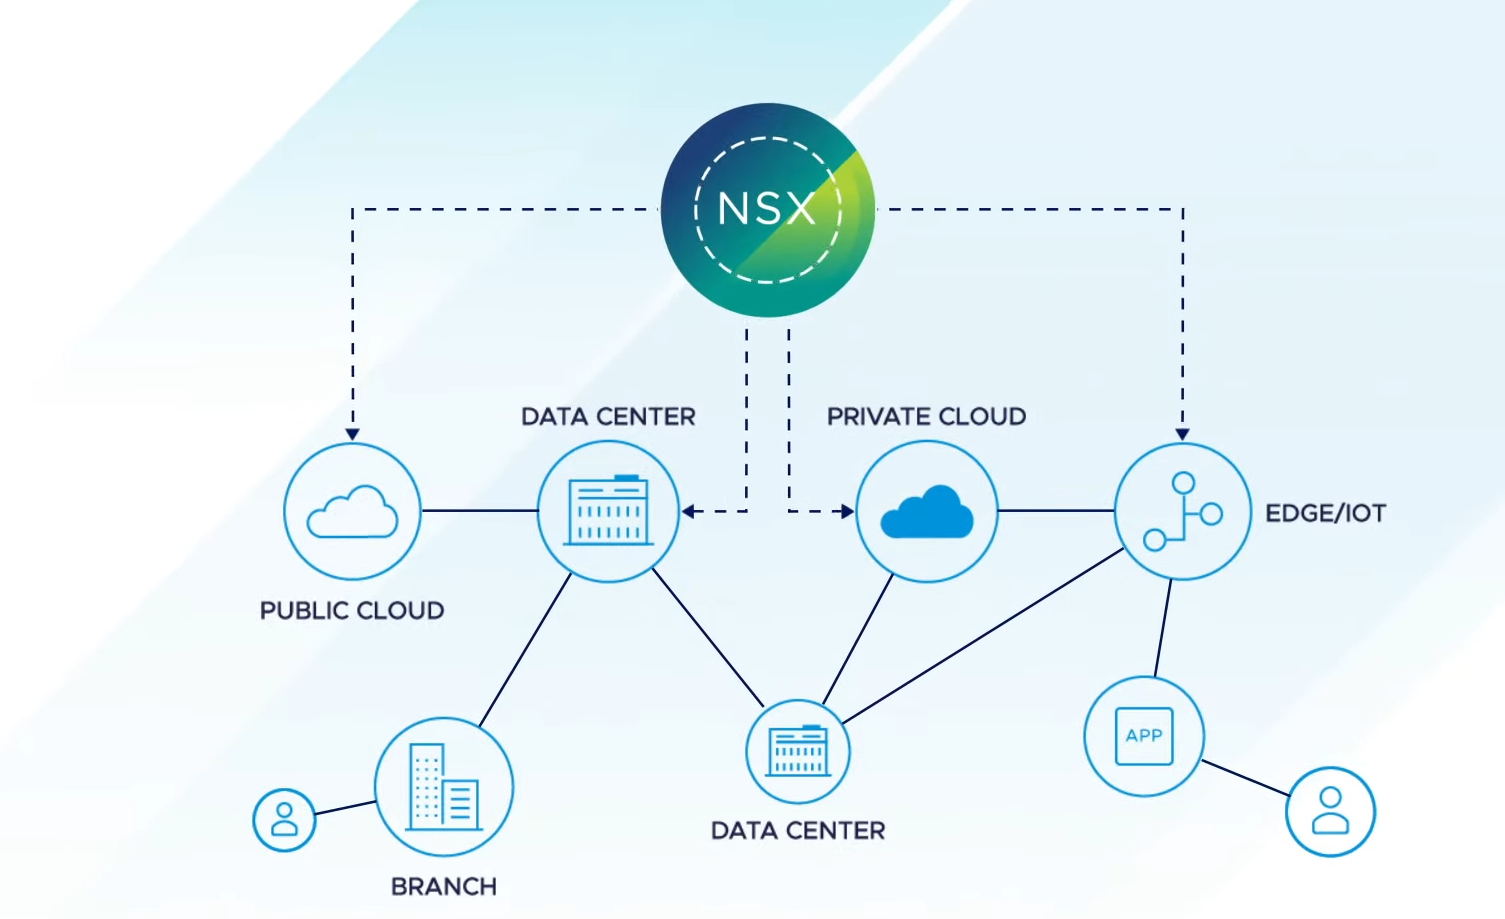 NSX
DATA CENTER
PRIVATE CLOUD
EDGE/IOT
PUBLIC CLOUD
APP
DATA CENTER
BRANCH